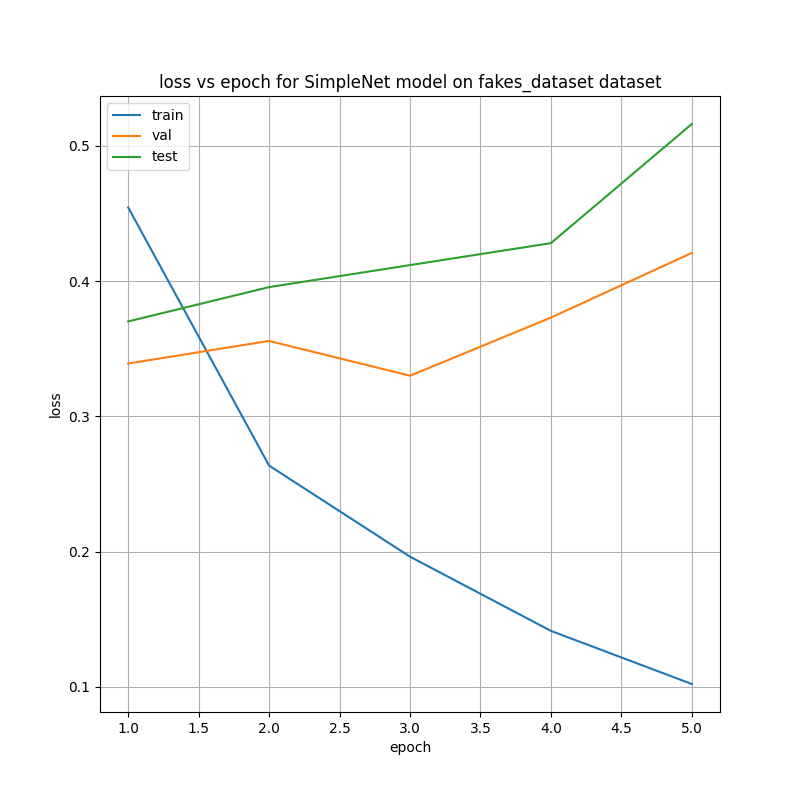 loss vs epoch for SimpleNet model on fakes_dataset dataset
train
val
test
0.5
0.4
0.3
0.2
0.1
loss
1.0 1.5 2.0 2.5 3.0 3.5 4.0 4.5 5.0
epoch